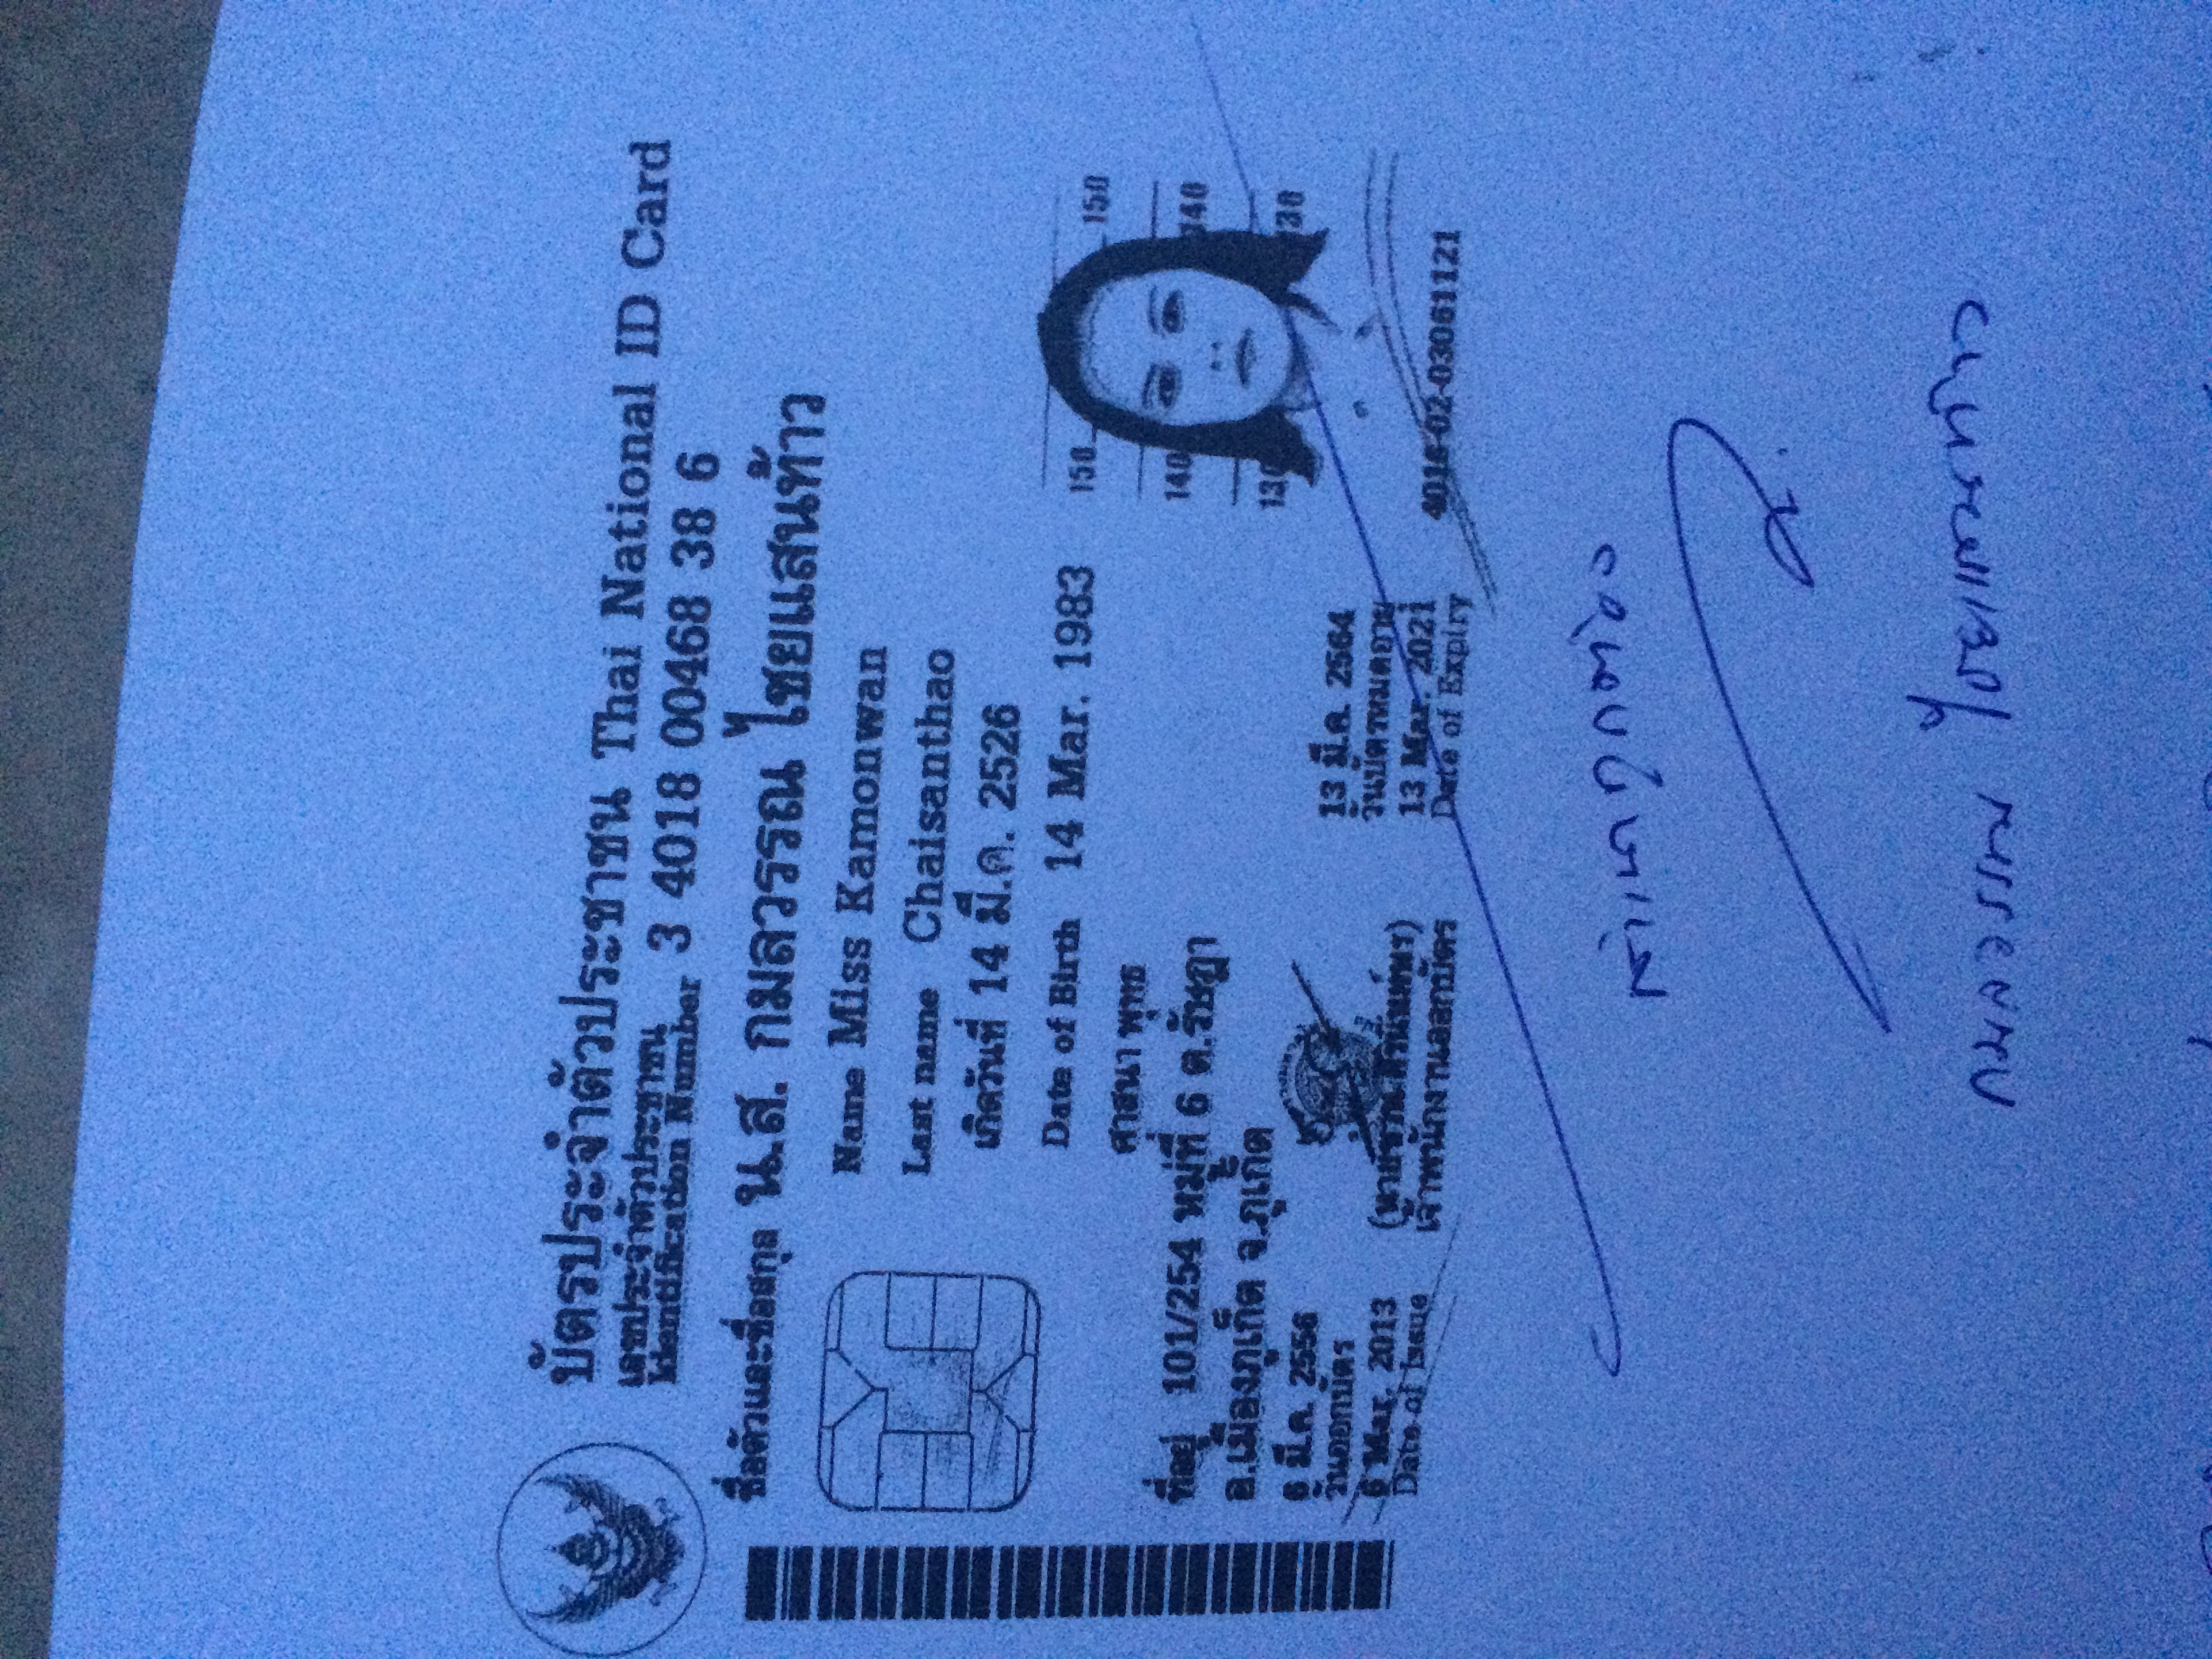 บัตรประจำตัวประชาชน Thai National ID Card
เลขประจำตัวประชาชน
Identification Number 3 4018 00468 38 6
ชื่อตัวและชื่อสกุล น.ส. กมลวรรณ ไชยแสนท้าว
Name Miss Kamonwan
Last name Chaisanthao
เกิดวันที่ 14 มี.ค. 2526
Date of Birth 14 Mar. 1983
ศาสนา พุทธ
ที่อยู่ 101/254 หมู่ที่ 6 ต.รัษฎา
อ.เมืองภูเก็ต จ.ภูเก็ต
150 150
140 140
130 130
6 มี.ค. 2556
วันออกบัตร
6 Mar. 2013
Date of Issue
เจ้าพนักงานออกบัตร
13 มี.ค. 2564
วันบัตรหมดอายุ
13 Mar. 2021
Date of Expiry
4016-02-03061121
สำเนาถูกต้อง
กมลวรรณ ไชยแสนท้าว